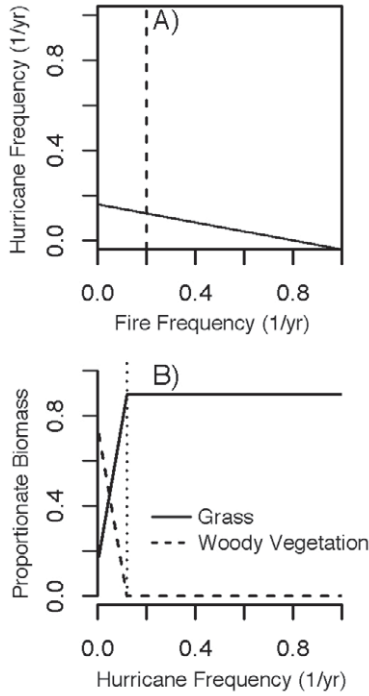 A)
Hurricane Frequency (1/yr)
0.8
0.4
0.0
0.0 0.4 0.8
Fire Frequency (1/yr)
B)
Proportionate Biomass
0.8
0.4
0.0
Grass
Woody Vegetation
0.0 0.4 0.8
Hurricane Frequency (1/yr)